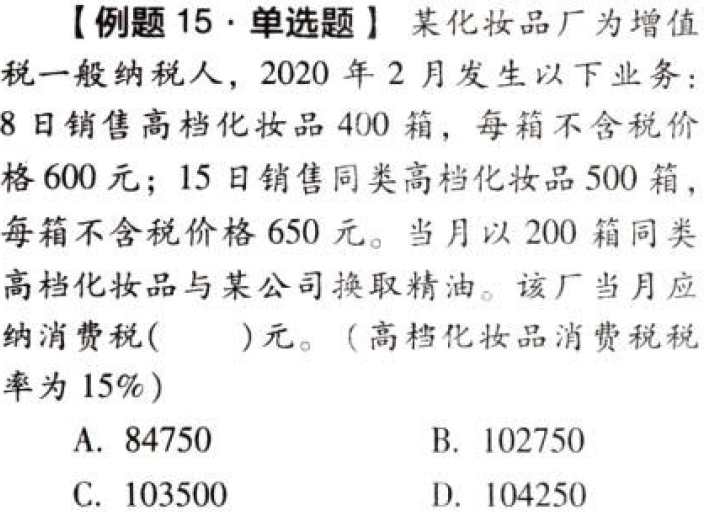 【例题 15·单选题】 某化妆品厂为增值
税一般纳税人，2020 年 2 月发生以下业务：
8 日销售高档化妆品 400 箱，每箱不含税价
格 600 元；15 日销售同类高档化妆品 500 箱，
每箱不含税价格 650 元。当月以 200 箱同类
高档化妆品与某公司换取精油。该厂当月应
纳消费税(　　)元。（高档化妆品消费税税
率为 15%）
A. 84750　　B. 102750
C. 103500　　D. 104250